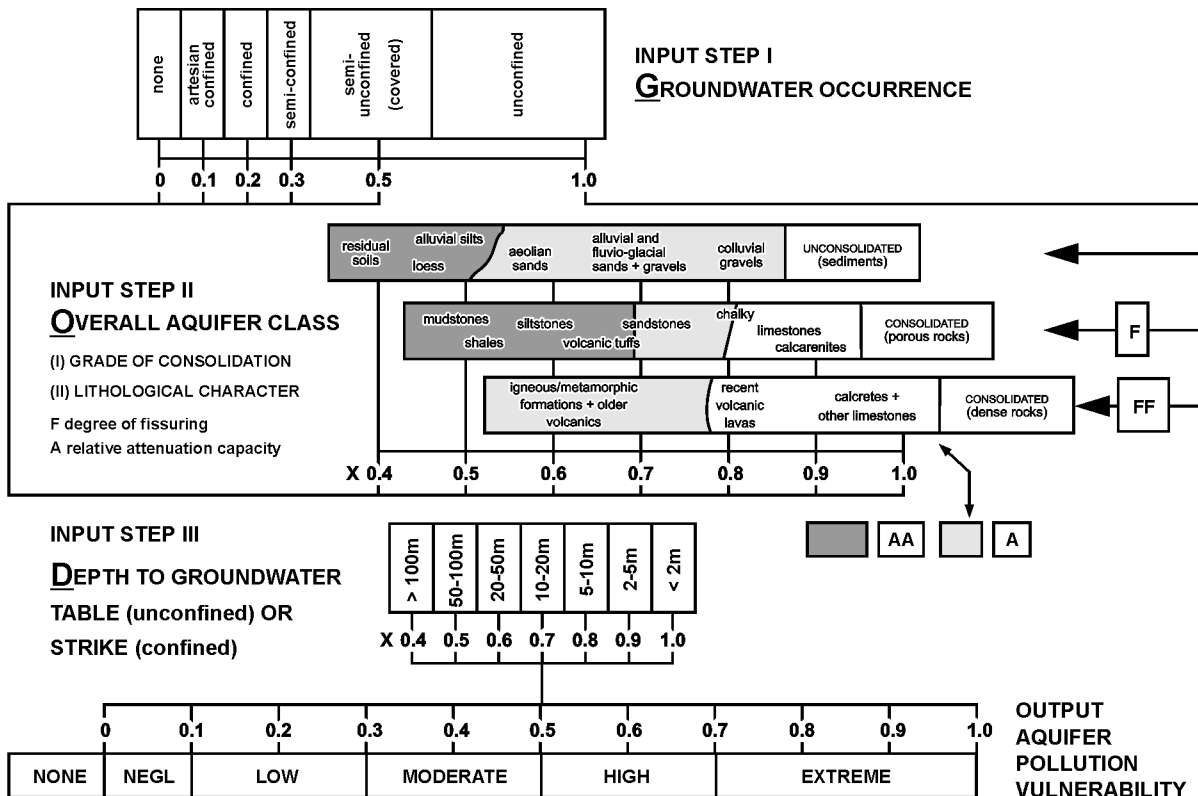 none
artesian
confined
confined
semi-confined
semi-
unconfined
(covered)
unconfined
INPUT STEP I
GROUNDWATER OCCURRENCE
0 0.1 0.2 0.3 0.5 1.0
residual
soils
alluvial silts
loess
aeolian
sands
alluvial and
fluvio-glacial
sands + gravels
colluvial
gravels
UNCONSOLIDATED
(sediments)
INPUT STEP II
OVERALL AQUIFER CLASS
(I) GRADE OF CONSOLIDATION
(II) LITHOLOGICAL CHARACTER
F degree of fissuring
A relative attenuation capacity
mudstones
shales
siltstones
volcanic tuffs
sandstones
chalky
limestones
calcarenites
CONSOLIDATED
(porous rocks)
F
igneous/metamorphic
formations + older
volcanics
recent
volcanic
lavas
calcretes +
other limestones
CONSOLIDATED
(dense rocks)
FF
X 0.4 0.5 0.6 0.7 0.8 0.9 1.0
AA
A
INPUT STEP III
DEPTH TO GROUNDWATER
TABLE (unconfined) OR
STRIKE (confined)
> 100m
50-100m
20-50m
10-20m
5-10m
2-5m
< 2m
X 0.4 0.5 0.6 0.7 0.8 0.9 1.0
0 0.1 0.2 0.3 0.4 0.5 0.6 0.7 0.8 0.9 1.0
NONE NEGL LOW MODERATE HIGH EXTREME
OUTPUT
AQUIFER
POLLUTION
VULNERABILITY